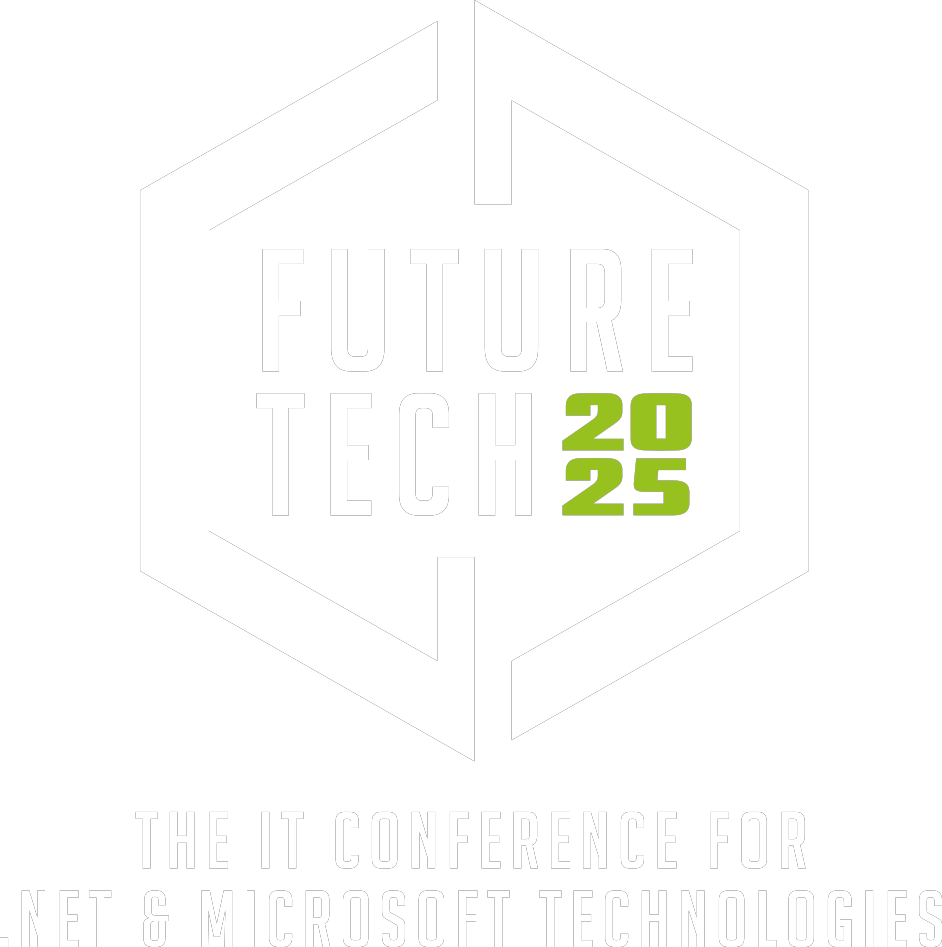 FUTURE
TECH 20
25
THE IT CONFERENCE FOR
.NET & MICROSOFT TECHNOLOGIES